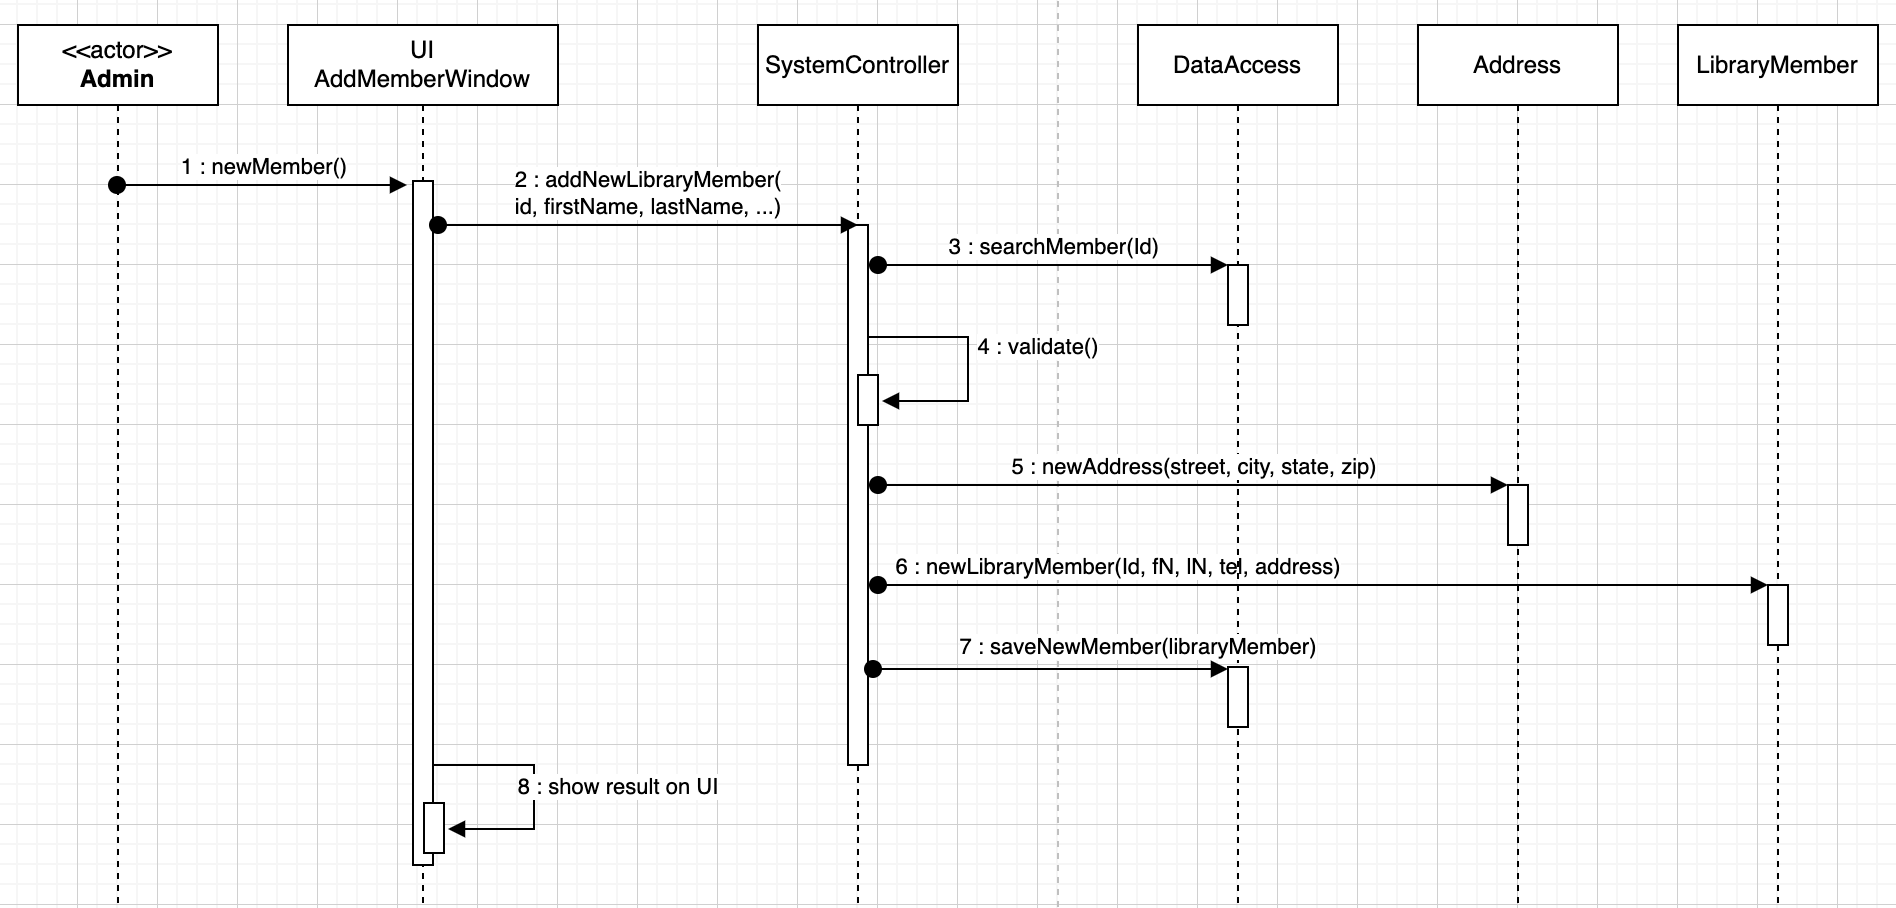 <<actor>>
Admin
UI
AddMemberWindow
SystemController
DataAccess
Address
LibraryMember
1 : newMember()
2 : addNewLibraryMember(
id, firstName, lastName, ...)
3 : searchMember(Id)
4 : validate()
5 : newAddress(street, city, state, zip)
6 : newLibraryMember(Id, fN, lN, tel, address)
7 : saveNewMember(libraryMember)
8 : show result on UI